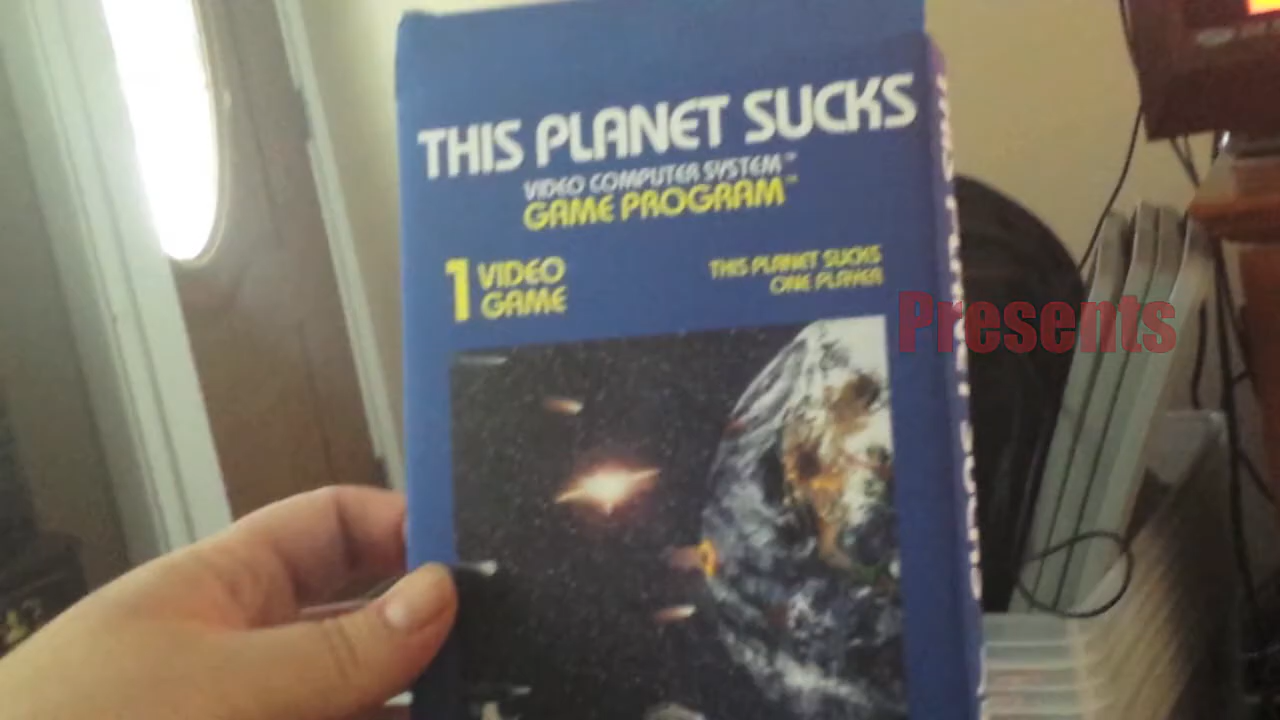 THIS PLANET SUCKS
VIDEO COMPUTER SYSTEM™
GAME PROGRAM™
1 VIDEO
GAME
THIS PLANET SUCKS
ONE PLAYER
Presents